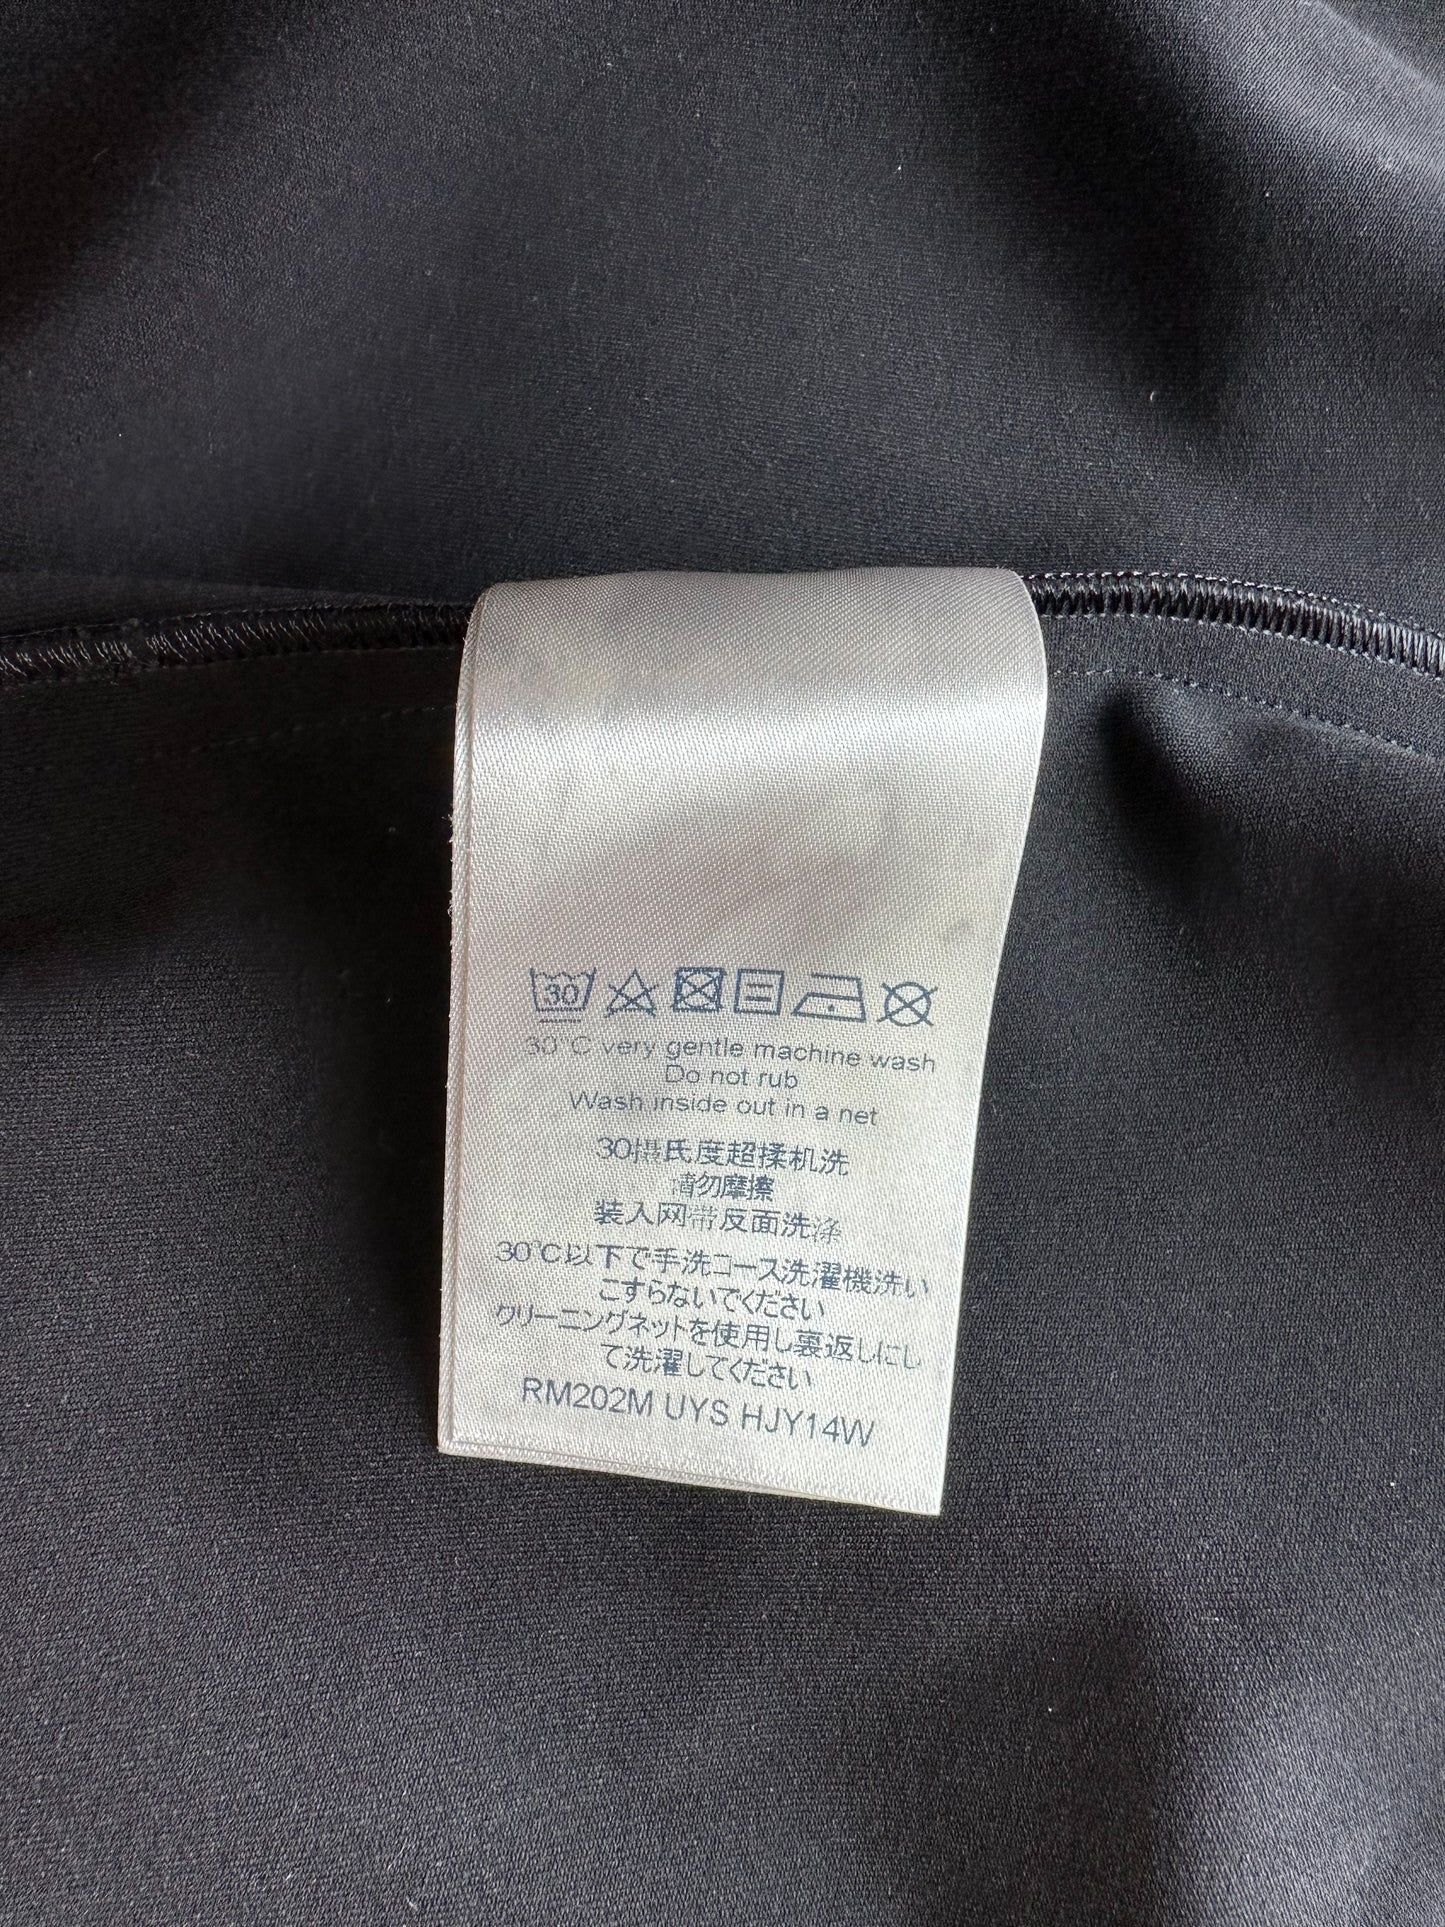 30
30°C very gentle machine wash
Do not rub
Wash inside out in a net
30摄氏度超揉机洗
请勿摩擦
装入网带反面洗涤
30℃以下で手洗コース洗濯機洗い
こすらないでください
クリーニングネットを使用し裏返しにし
て洗濯してください
RM202M UYS HJY14W